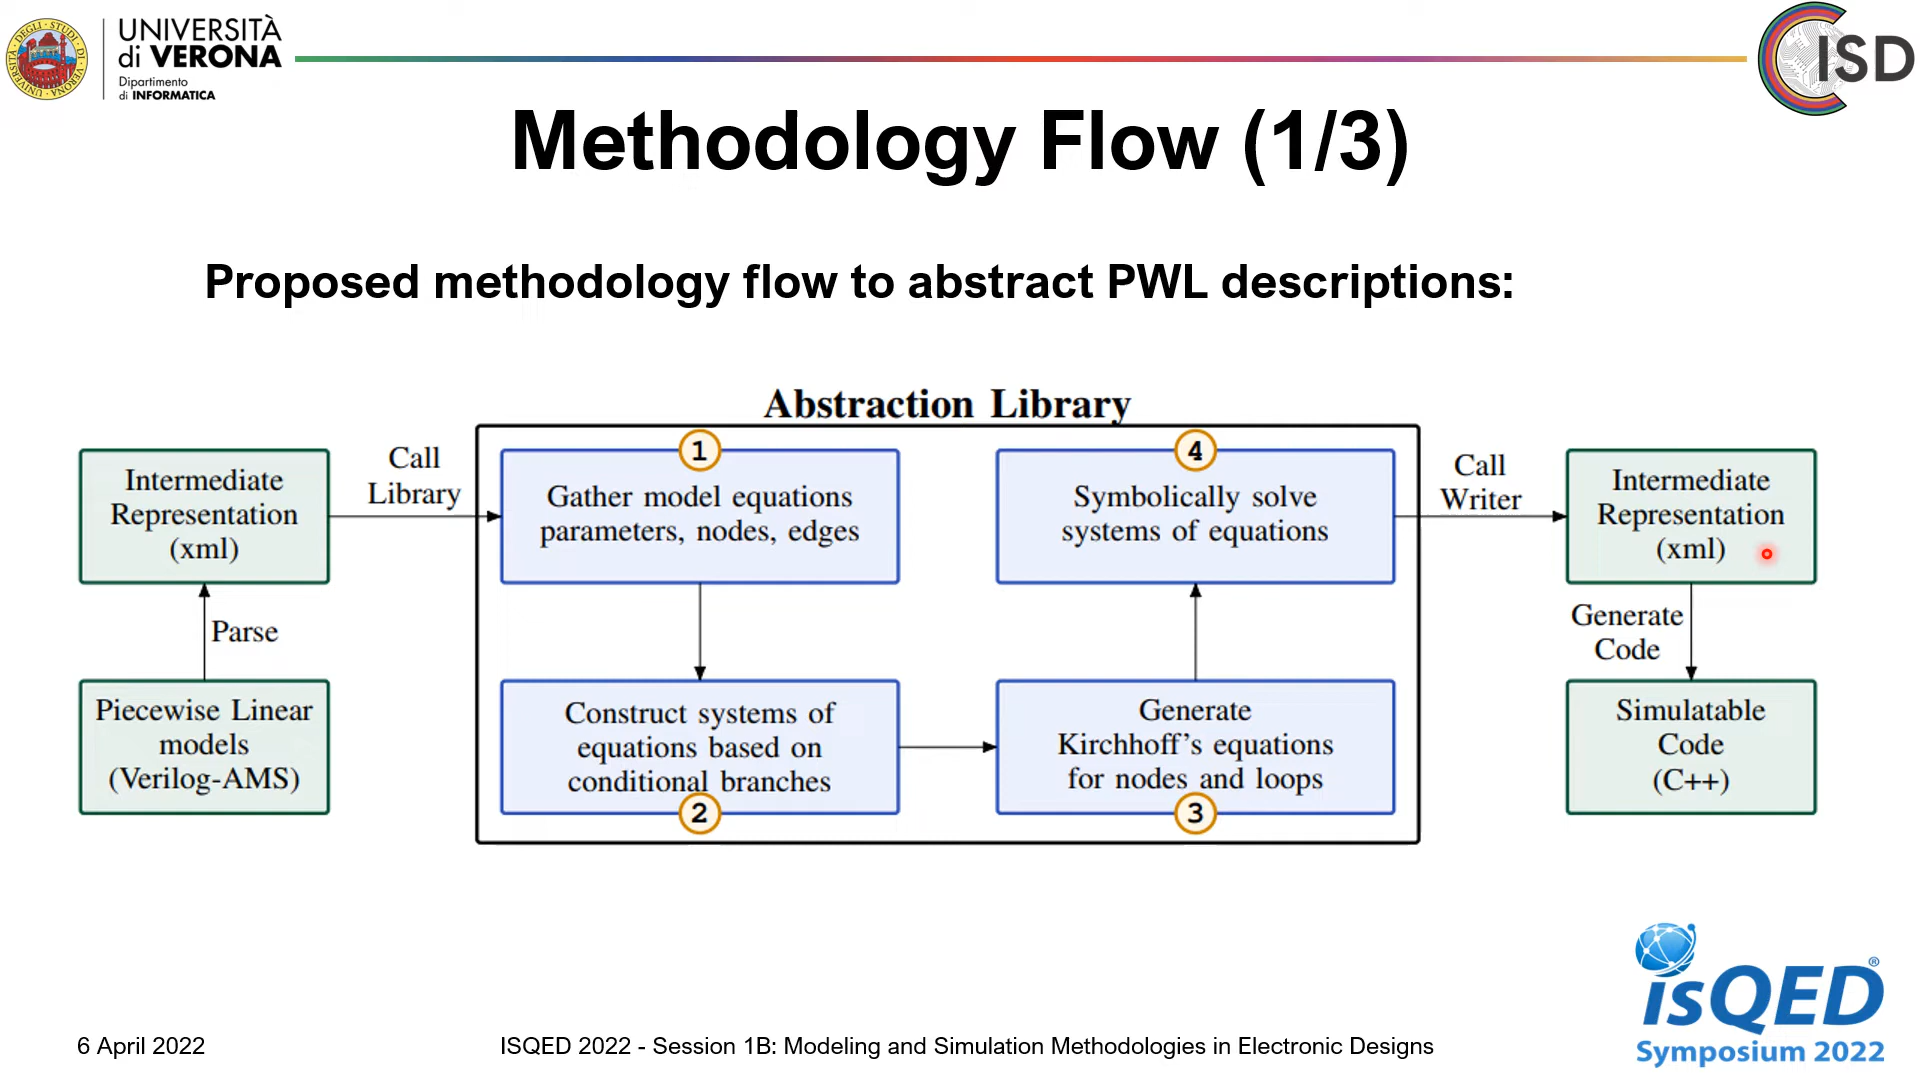 UNIVERSITÀ
di VERONA
Dipartimento
di INFORMATICA
ISD
Methodology Flow (1/3)
Proposed methodology flow to abstract PWL descriptions:
Abstraction Library
Intermediate
Representation
(xml)
Call
Library
1
Gather model equations
parameters, nodes, edges
4
Symbolically solve
systems of equations
Call
Writer
Intermediate
Representation
(xml)
Parse
Generate
Code
Piecewise Linear
models
(Verilog-AMS)
Construct systems of
equations based on
conditional branches
2
Generate
Kirchhoff's equations
for nodes and loops
3
Simulatable
Code
(C++)
isQED®
Symposium 2022
6 April 2022
ISQED 2022 - Session 1B: Modeling and Simulation Methodologies in Electronic Designs